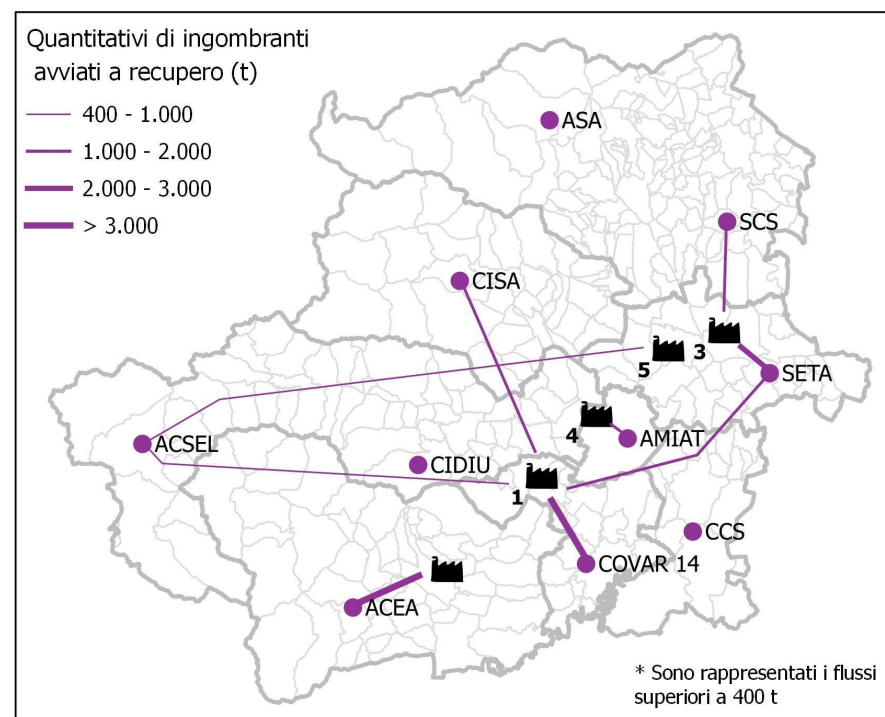 Quantitativi di ingombranti
avviati a recupero (t)
400 - 1.000
1.000 - 2.000
2.000 - 3.000
> 3.000
ASA
SCS
CISA
3
5
SETA
4
AMIAT
ACSEL
CIDIU
1
CCS
COVAR 14
ACEA
* Sono rappresentati i flussi
superiori a 400 t